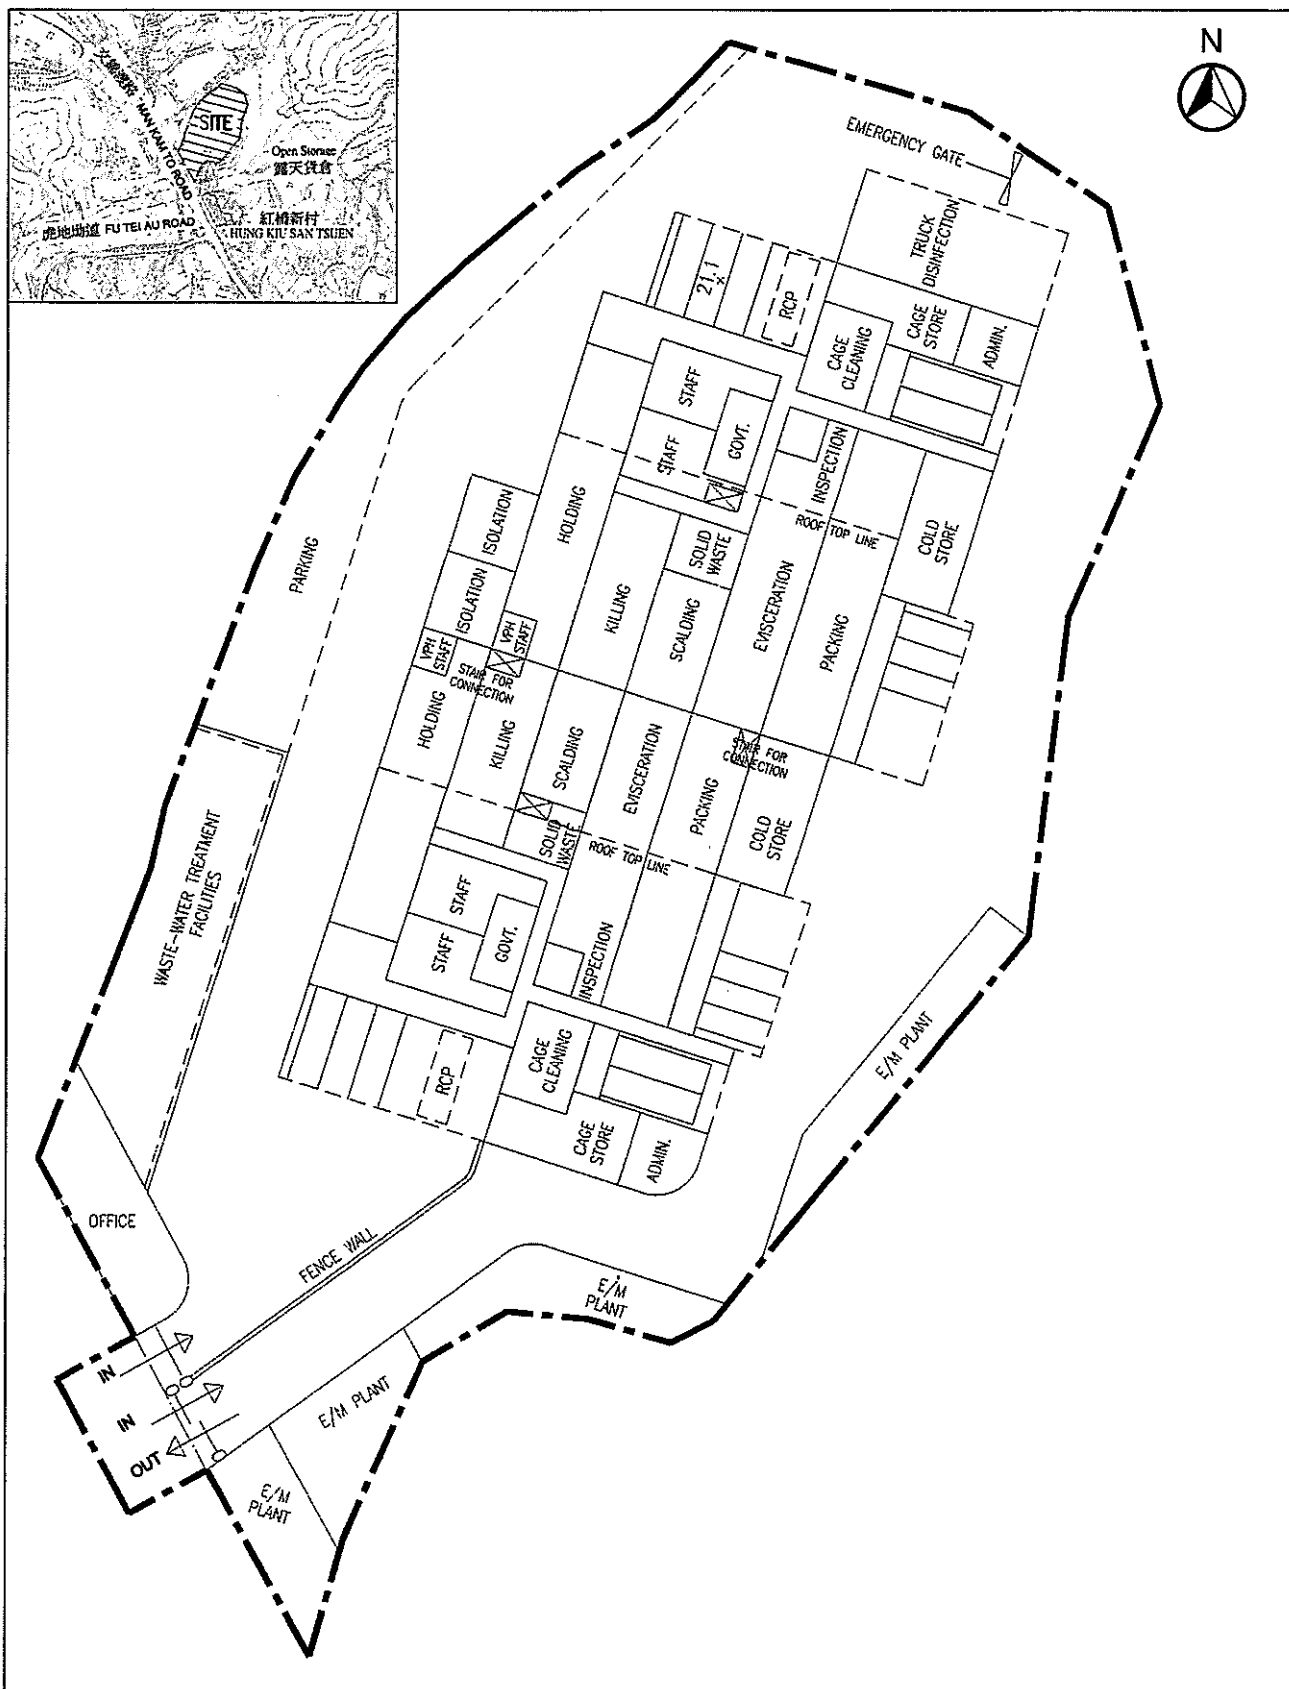 文錦渡路 MAN KAM TO ROAD
SITE
Open Storage
露天貨倉
虎地坳道 FU TEI AU ROAD
紅橋新村
HUNG KIU SAN TSUEN
N
EMERGENCY GATE
TRUCK
DISINFECTION
21.1
RCP
CAGE
STORE
ADMIN.
CAGE
CLEANING
STAFF
STAFF
GOVT.
INSPECTION
HOLDING
ISOLATION
ISOLATION
SOLID
WASTE
ROOF TOP LINE
COLD
STORE
PARKING
KILLING
SCALDING
EVISCERATION
PACKING
VPH
STAFF
VPH
STAFF
STAIR FOR
CONNECTION
HOLDING
KILLING
SCALDING
EVISCERATION
PACKING
STAIR FOR
CONNECTION
COLD
STORE
SOLID
WASTE
ROOF TOP LINE
WASTE-WATER TREATMENT
FACILITIES
STAFF
STAFF
GOVT.
INSPECTION
CAGE
CLEANING
RCP
CAGE
STORE
ADMIN.
E/M PLANT
OFFICE
FENCE WALL
E/M
PLANT
IN
IN
OUT
E/M PLANT
E/M
PLANT